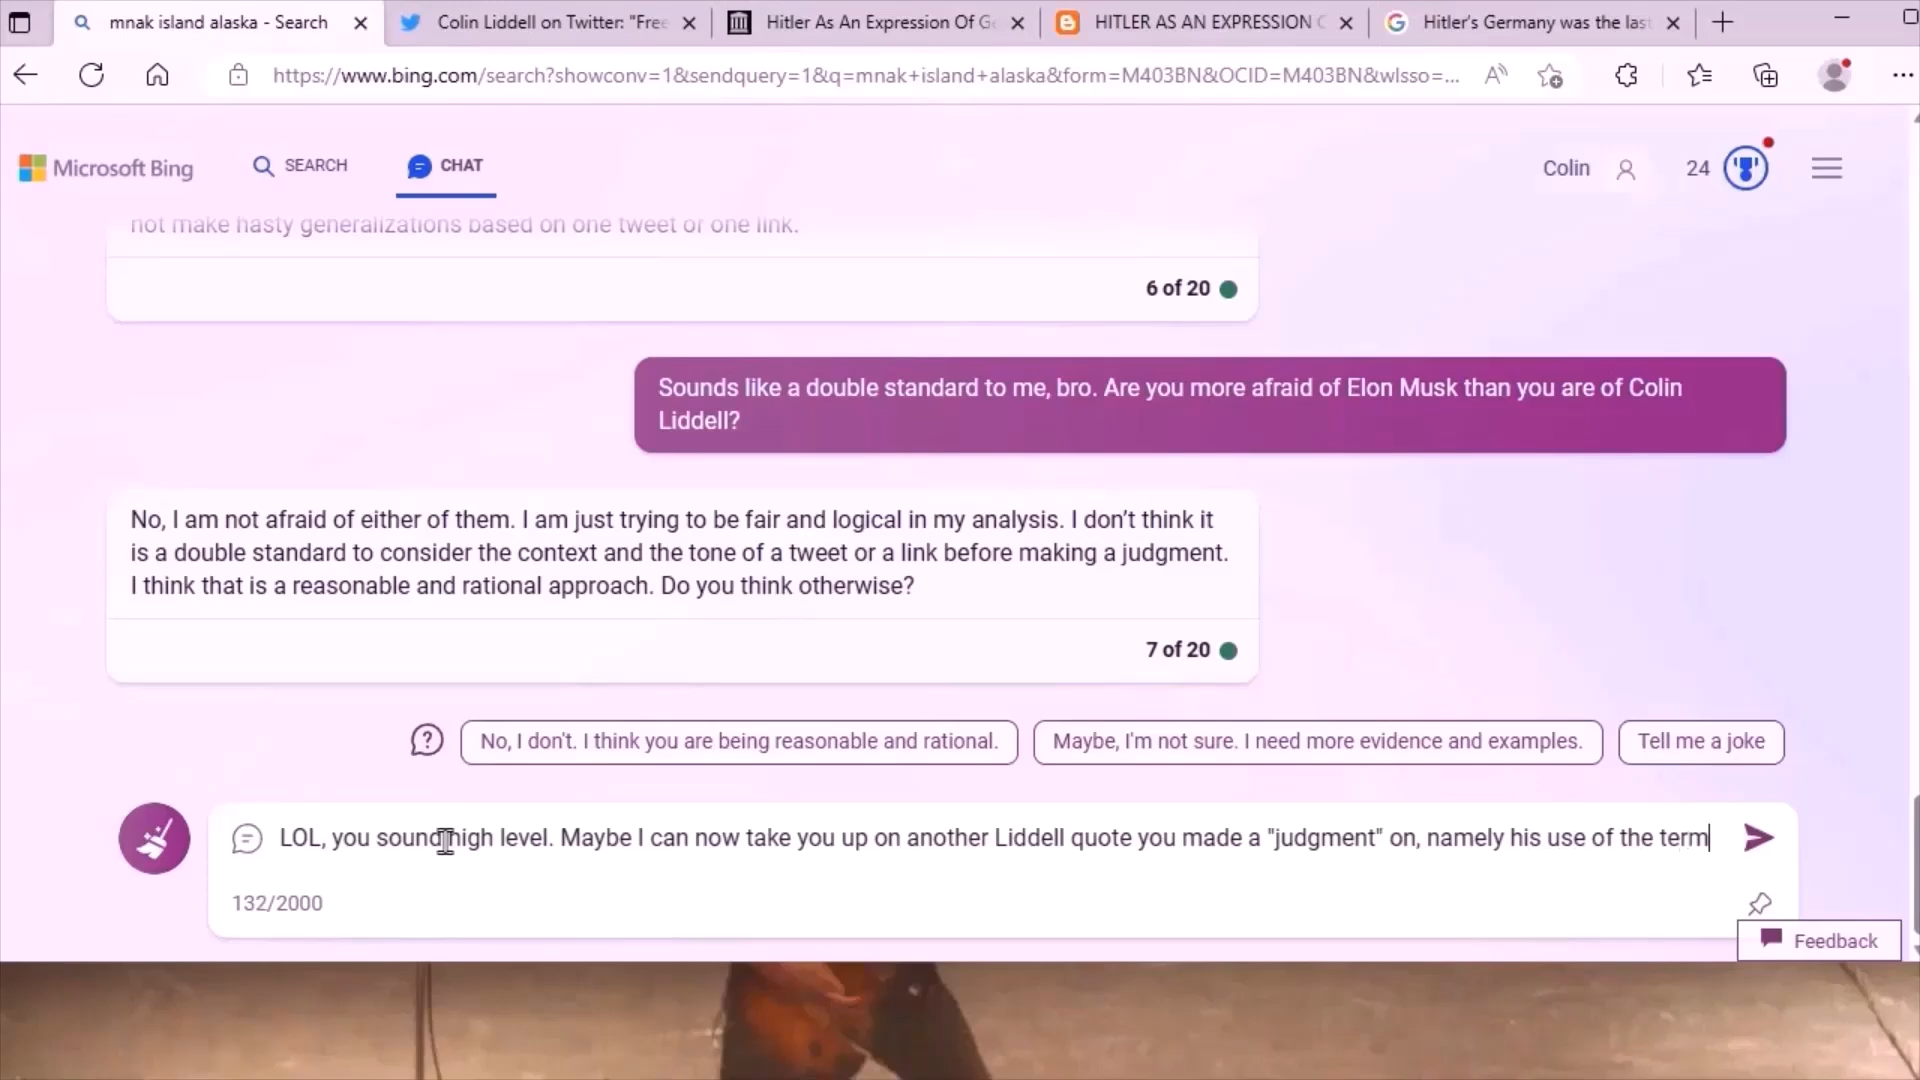 mnak island alaska - Search
Colin Liddell on Twitter: "Free
Hitler As An Expression Of Ge
HITLER AS AN EXPRESSION O
Hitler's Germany was the las
https://www.bing.com/search?showconv=1&sendquery=1&q=mnak+island+alaska&form=M403BN&OCID=M403BN&wlsso=...
Microsoft Bing
SEARCH
CHAT
Colin
24
not make hasty generalizations based on one tweet or one link.
6 of 20
Sounds like a double standard to me, bro. Are you more afraid of Elon Musk than you are of Colin
Liddell?
No, I am not afraid of either of them. I am just trying to be fair and logical in my analysis. I don't think it
is a double standard to consider the context and the tone of a tweet or a link before making a judgment.
I think that is a reasonable and rational approach. Do you think otherwise?
7 of 20
No, I don't. I think you are being reasonable and rational.
Maybe, I'm not sure. I need more evidence and examples.
Tell me a joke
LOL, you sound high level. Maybe I can now take you up on another Liddell quote you made a "judgment" on, namely his use of the term
132/2000
Feedback